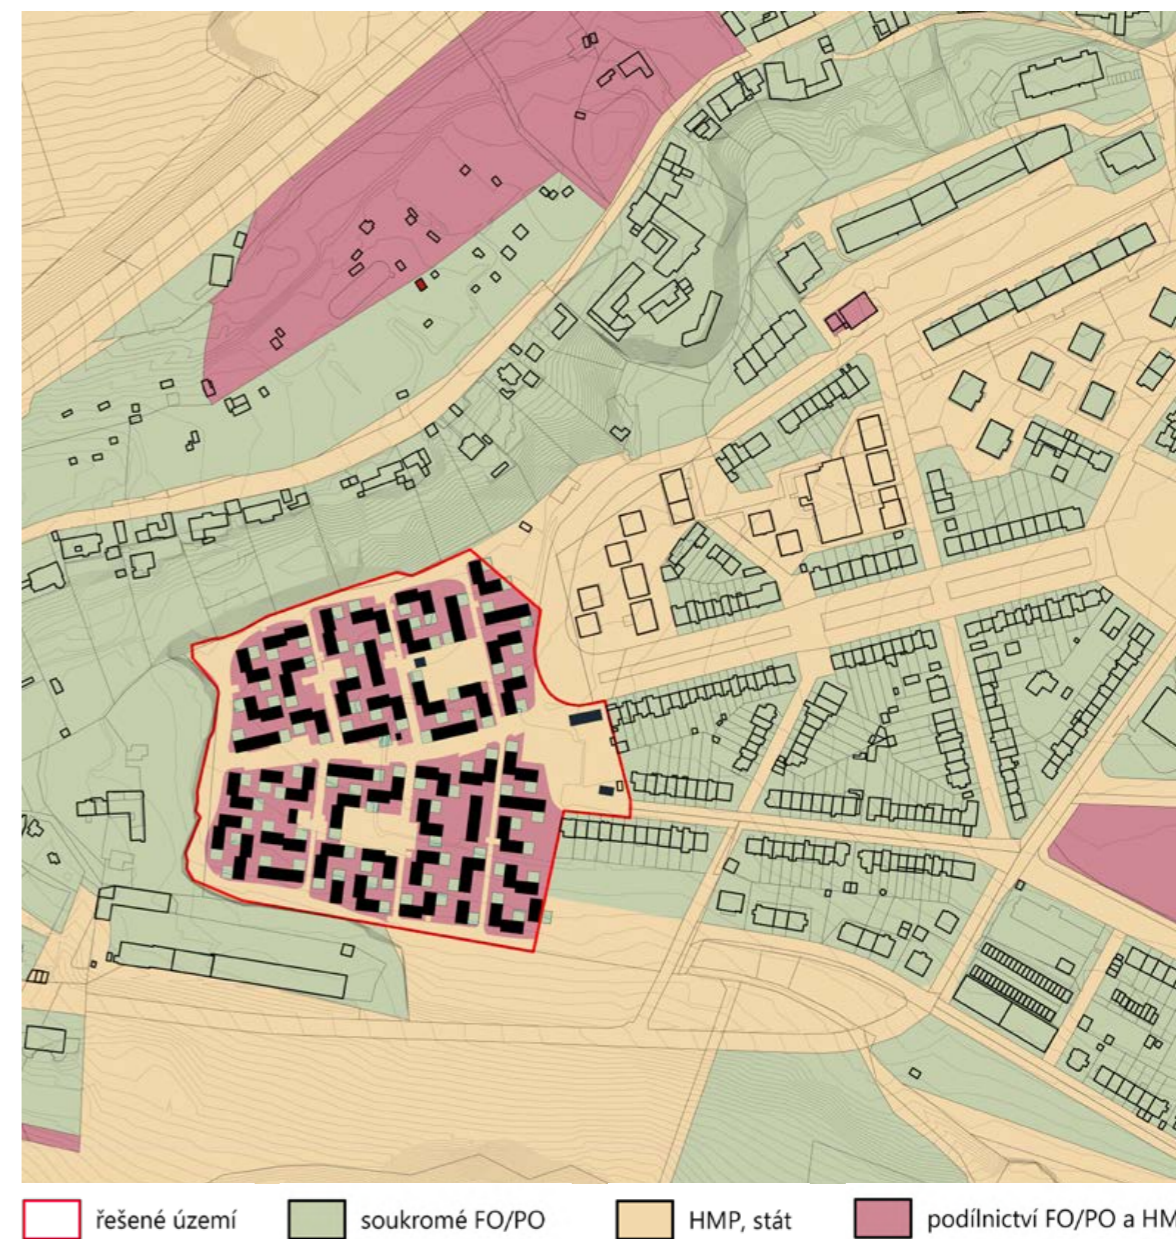 řešené území
soukromé FO/PO
HMP, stát
podílnictví FO/PO a HM